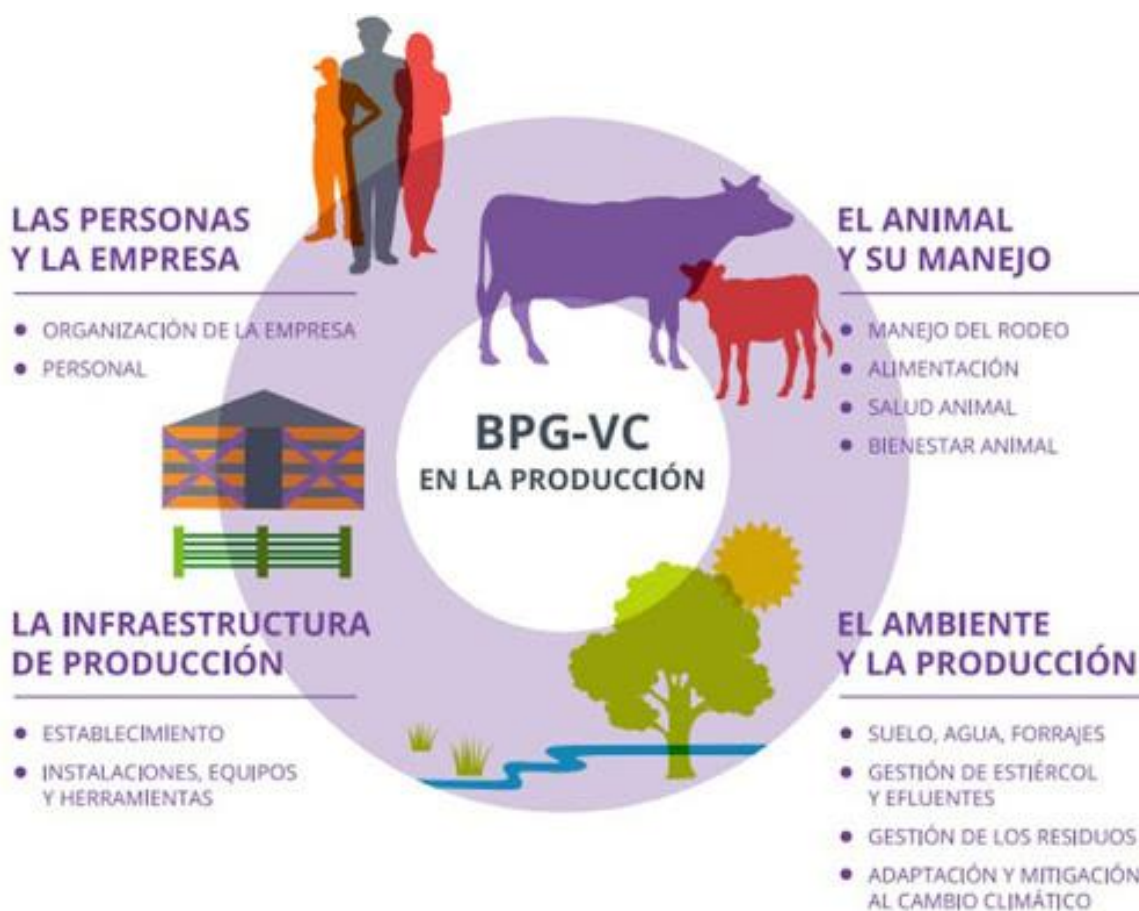 LAS PERSONAS
Y LA EMPRESA
● ORGANIZACIÓN DE LA EMPRESA
● PERSONAL
EL ANIMAL
Y SU MANEJO
● MANEJO DEL RODEO
● ALIMENTACIÓN
● SALUD ANIMAL
● BIENESTAR ANIMAL
BPG-VC
EN LA PRODUCCIÓN
LA INFRAESTRUCTURA
DE PRODUCCIÓN
● ESTABLECIMIENTO
● INSTALACIONES, EQUIPOS
Y HERRAMIENTAS
EL AMBIENTE
Y LA PRODUCCIÓN
● SUELO, AGUA, FORRAJES
● GESTIÓN DE ESTIÉRCOL
Y EFLUENTES
● GESTIÓN DE LOS RESIDUOS
● ADAPTACIÓN Y MITIGACIÓN
AL CAMBIO CLIMÁTICO